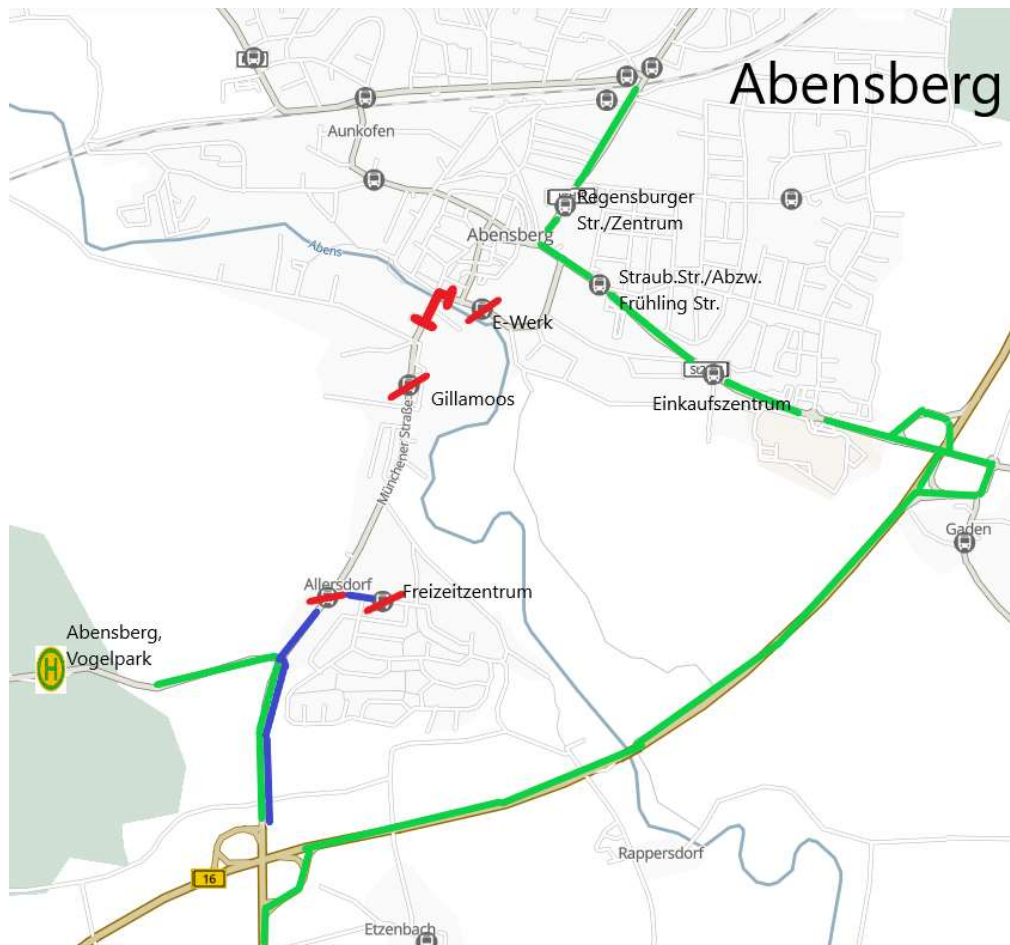 Abensberg
Aunkofen
Regensburger
Str./Zentrum
Abensberg
Abens
Straub.Str./Abzw.
Frühling Str.
E-Werk
Einkaufszentrum
Gillamoos
Münchener Straße
Gaden
Allersdorf
Freizeitzentrum
Abensberg,
Vogelpark
H
Rappersdorf
16
Etzenbach